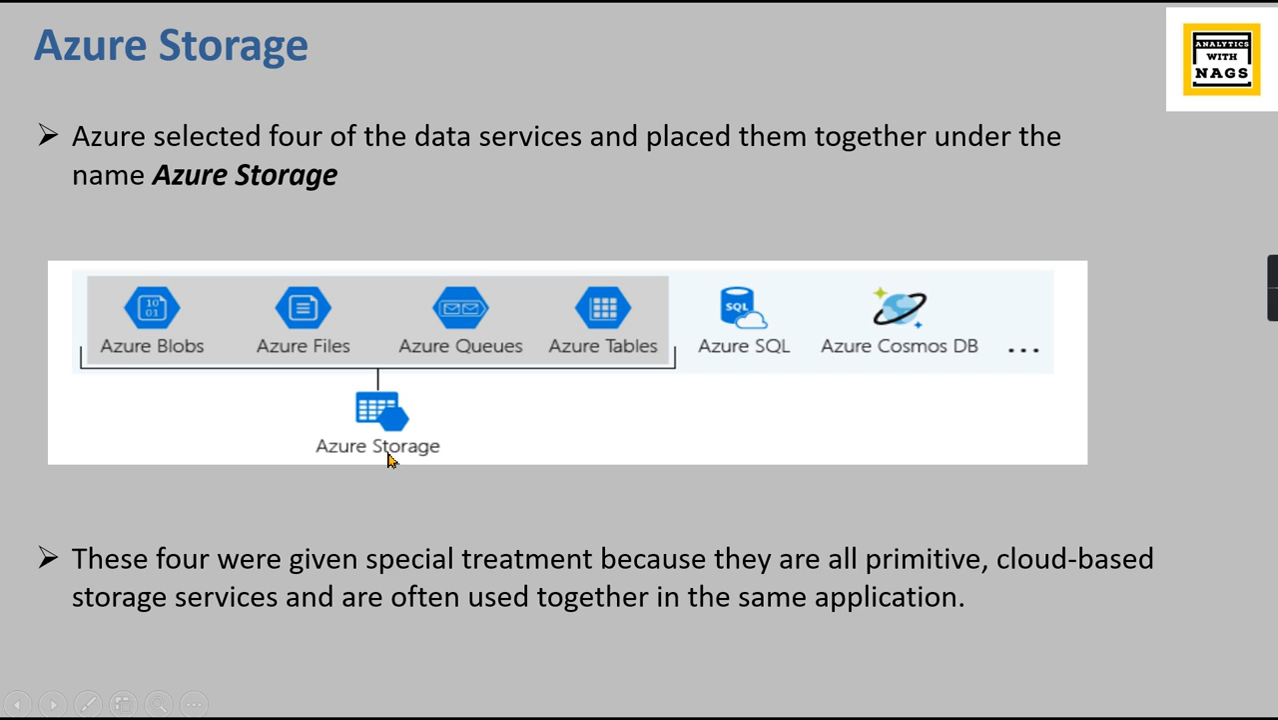 Azure Storage
ANALYTICS
WITH
NAGS
➢ Azure selected four of the data services and placed them together under the
name Azure Storage
10
01
SQL
Azure Blobs
Azure Files
Azure Queues
Azure Tables
Azure SQL
Azure Cosmos DB
...
Azure Storage
➢ These four were given special treatment because they are all primitive, cloud-based
storage services and are often used together in the same application.